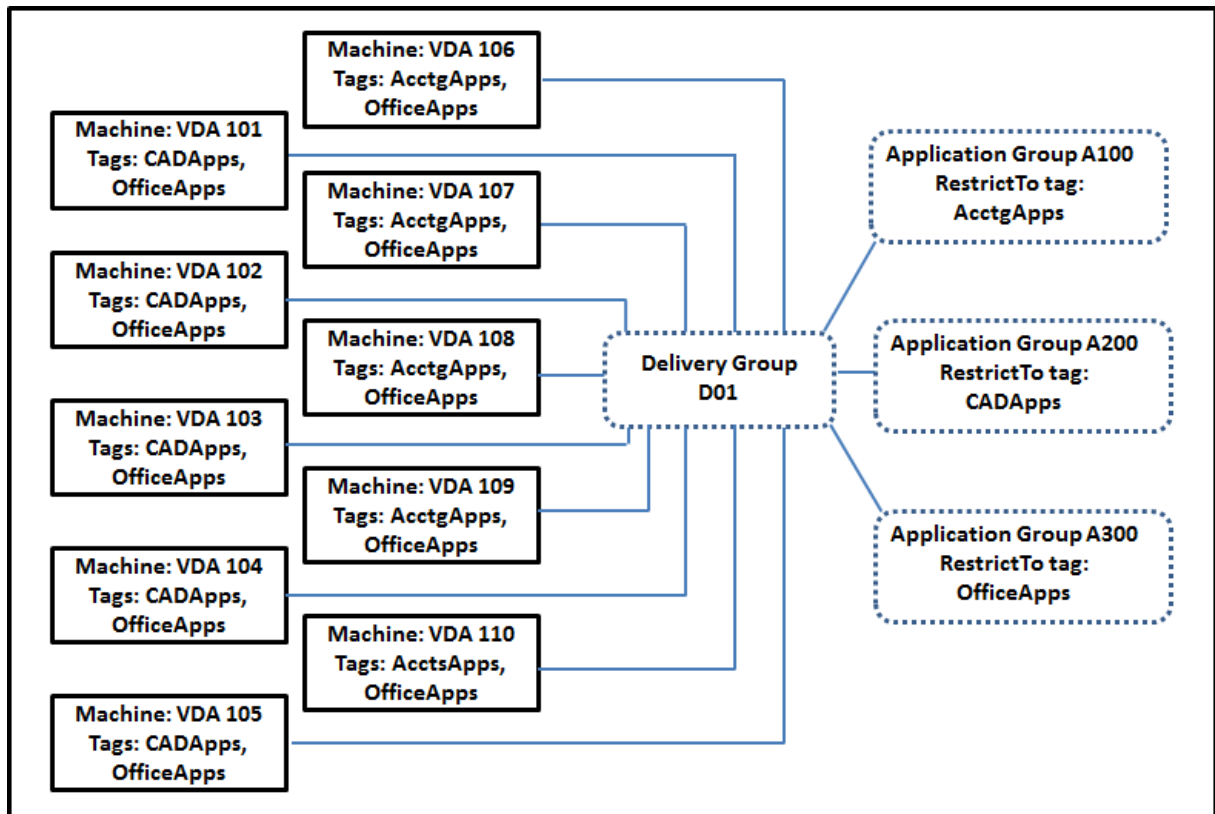 Machine: VDA 106
Tags: AcctgApps,
OfficeApps
Machine: VDA 101
Tags: CADApps,
OfficeApps
Machine: VDA 107
Tags: AcctgApps,
OfficeApps
Machine: VDA 102
Tags: CADApps,
OfficeApps
Machine: VDA 108
Tags: AcctgApps,
OfficeApps
Machine: VDA 103
Tags: CADApps,
OfficeApps
Machine: VDA 109
Tags: AcctgApps,
OfficeApps
Machine: VDA 104
Tags: CADApps,
OfficeApps
Machine: VDA 110
Tags: AcctsApps,
OfficeApps
Machine: VDA 105
Tags: CADApps,
OfficeApps
Delivery Group
D01
Application Group A100
RestrictTo tag:
AcctgApps
Application Group A200
RestrictTo tag:
CADApps
Application Group A300
RestrictTo tag:
OfficeApps